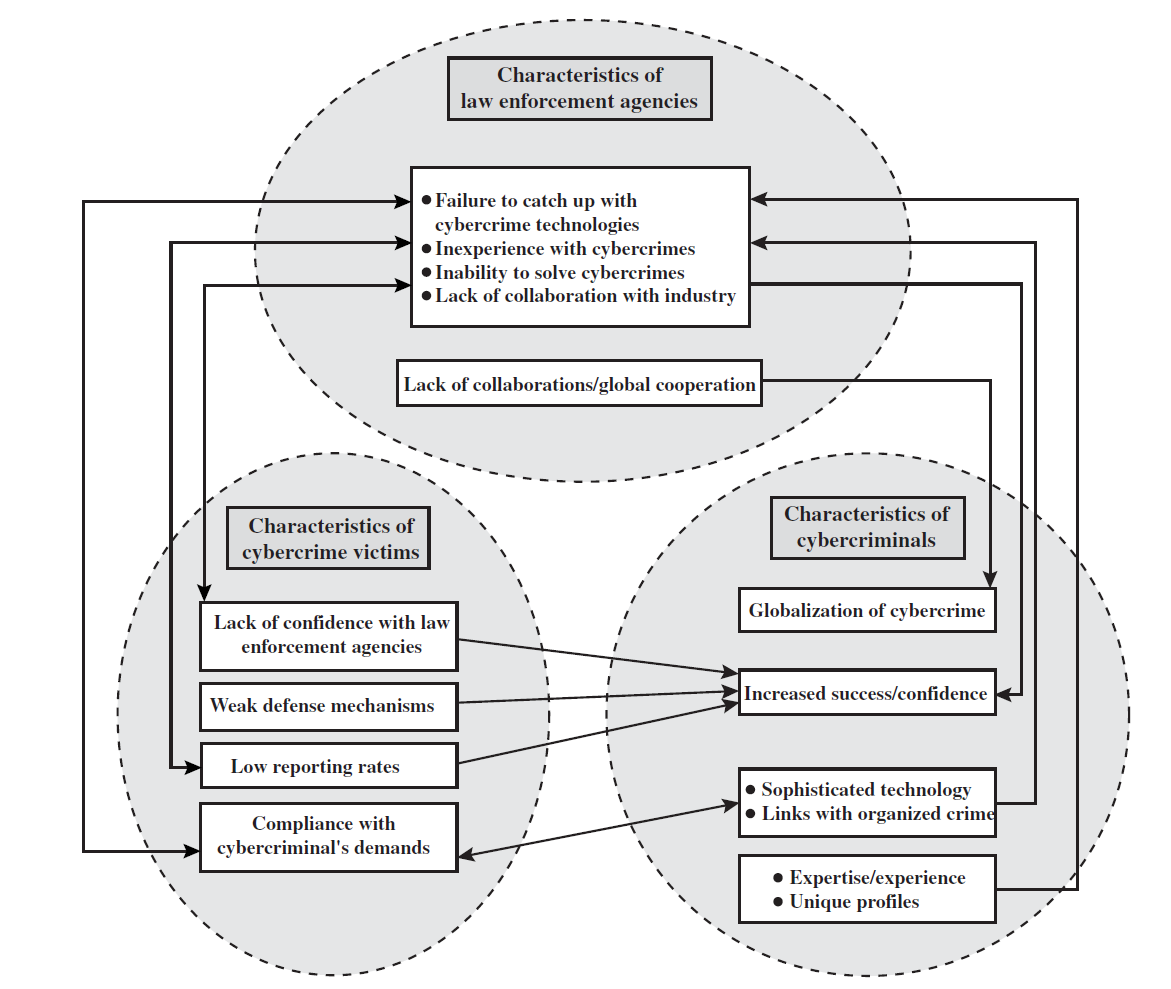 Characteristics of
law enforcement agencies
● Failure to catch up with
cybercrime technologies
● Inexperience with cybercrimes
● Inability to solve cybercrimes
● Lack of collaboration with industry
Lack of collaborations/global cooperation
Characteristics of
cybercrime victims
Lack of confidence with law
enforcement agencies
Weak defense mechanisms
Low reporting rates
Compliance with
cybercriminal's demands
Characteristics of
cybercriminals
Globalization of cybercrime
Increased success/confidence
● Sophisticated technology
● Links with organized crime
● Expertise/experience
● Unique profiles